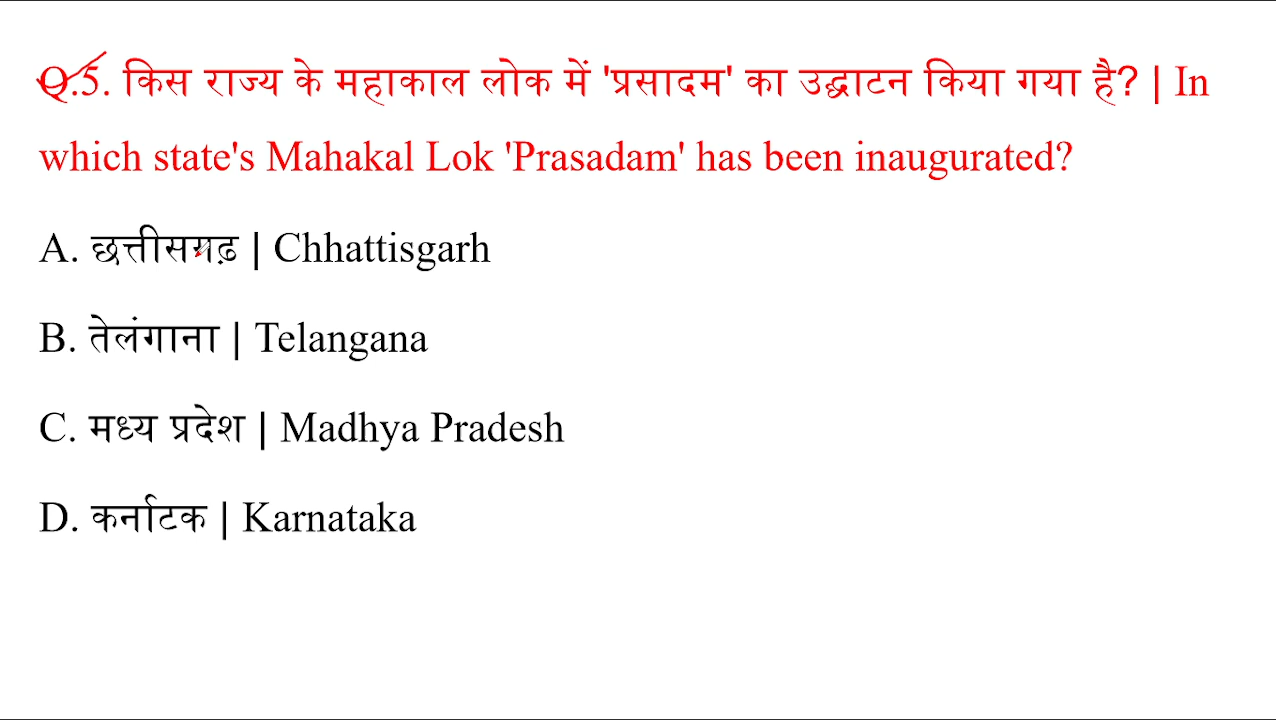 Q.5. किस राज्य के महाकाल लोक में 'प्रसादम' का उद्घाटन किया गया है? | In
which state's Mahakal Lok 'Prasadam' has been inaugurated?
A. छत्तीसगढ़ | Chhattisgarh
B. तेलंगाना | Telangana
C. मध्य प्रदेश | Madhya Pradesh
D. कर्नाटक | Karnataka